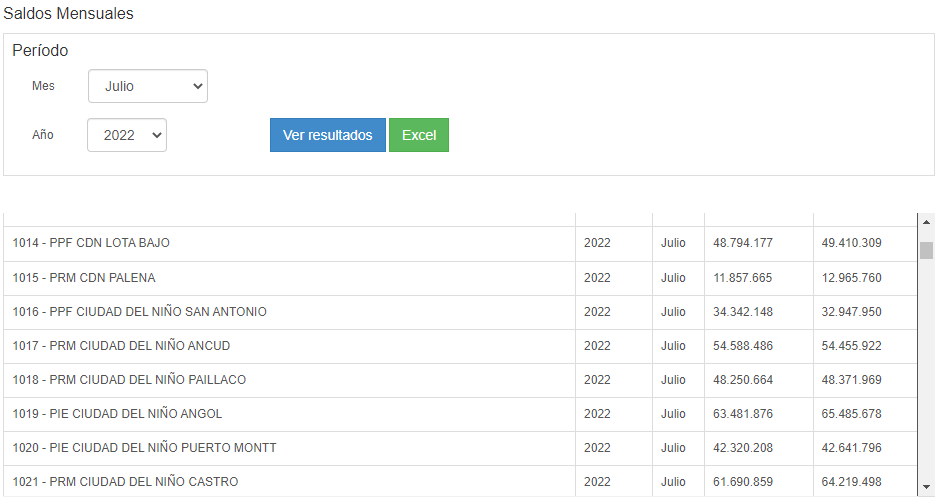 Saldos Mensuales
Período
Mes Julio
Año 2022 Ver resultados Excel
1014 - PPF CDN LOTA BAJO 2022 Julio 48.794.177 49.410.309
1015 - PRM CDN PALENA 2022 Julio 11.857.665 12.965.760
1016 - PPF CIUDAD DEL NIÑO SAN ANTONIO 2022 Julio 34.342.148 32.947.950
1017 - PRM CIUDAD DEL NIÑO ANCUD 2022 Julio 54.588.486 54.455.922
1018 - PRM CIUDAD DEL NIÑO PAILLACO 2022 Julio 48.250.664 48.371.969
1019 - PIE CIUDAD DEL NIÑO ANGOL 2022 Julio 63.481.876 65.485.678
1020 - PIE CIUDAD DEL NIÑO PUERTO MONTT 2022 Julio 42.320.208 42.641.796
1021 - PRM CIUDAD DEL NIÑO CASTRO 2022 Julio 61.690.859 64.219.498